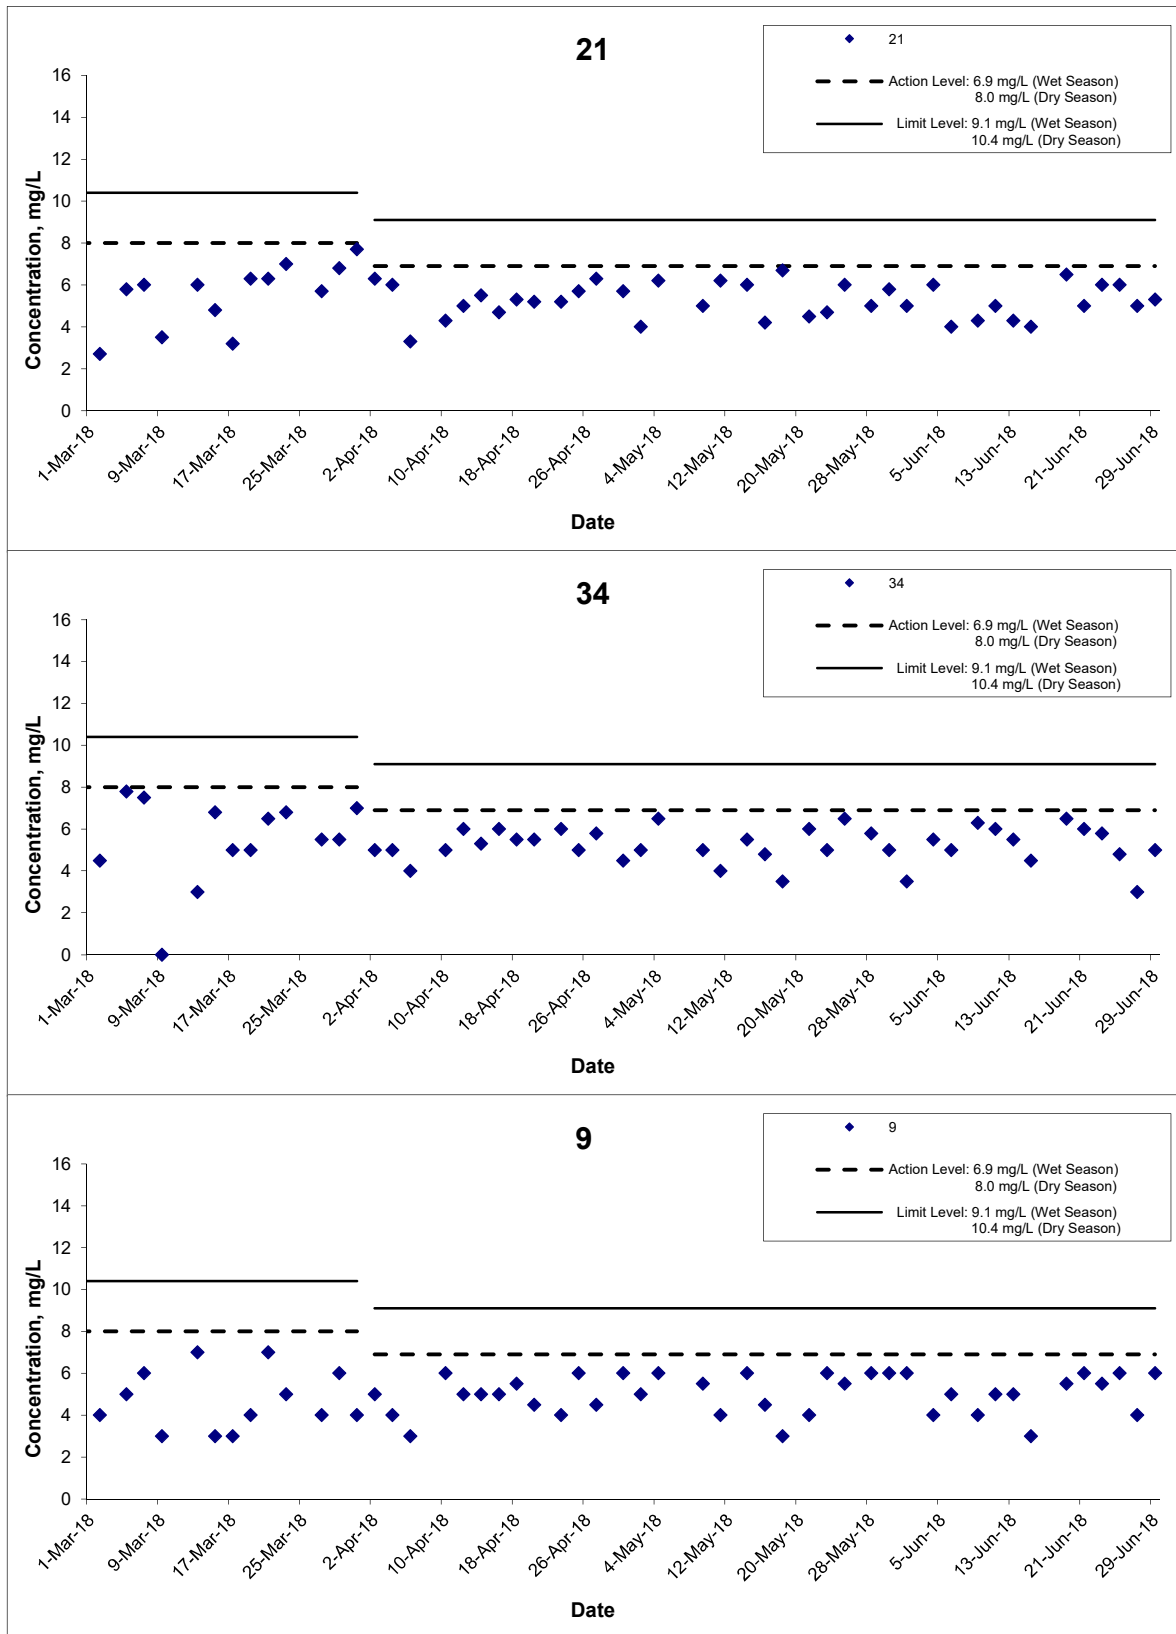 21
21
Action Level: 6.9 mg/L (Wet Season)
8.0 mg/L (Dry Season)
Limit Level: 9.1 mg/L (Wet Season)
10.4 mg/L (Dry Season)
Concentration, mg/L
16
14
12
10
8
6
4
2
0
1-Mar-18
9-Mar-18
17-Mar-18
25-Mar-18
2-Apr-18
10-Apr-18
18-Apr-18
26-Apr-18
4-May-18
12-May-18
20-May-18
28-May-18
5-Jun-18
13-Jun-18
21-Jun-18
29-Jun-18
Date
34
34
Action Level: 6.9 mg/L (Wet Season)
8.0 mg/L (Dry Season)
Limit Level: 9.1 mg/L (Wet Season)
10.4 mg/L (Dry Season)
Concentration, mg/L
16
14
12
10
8
6
4
2
0
1-Mar-18
9-Mar-18
17-Mar-18
25-Mar-18
2-Apr-18
10-Apr-18
18-Apr-18
26-Apr-18
4-May-18
12-May-18
20-May-18
28-May-18
5-Jun-18
13-Jun-18
21-Jun-18
29-Jun-18
Date
9
9
Action Level: 6.9 mg/L (Wet Season)
8.0 mg/L (Dry Season)
Limit Level: 9.1 mg/L (Wet Season)
10.4 mg/L (Dry Season)
Concentration, mg/L
16
14
12
10
8
6
4
2
0
1-Mar-18
9-Mar-18
17-Mar-18
25-Mar-18
2-Apr-18
10-Apr-18
18-Apr-18
26-Apr-18
4-May-18
12-May-18
20-May-18
28-May-18
5-Jun-18
13-Jun-18
21-Jun-18
29-Jun-18
Date